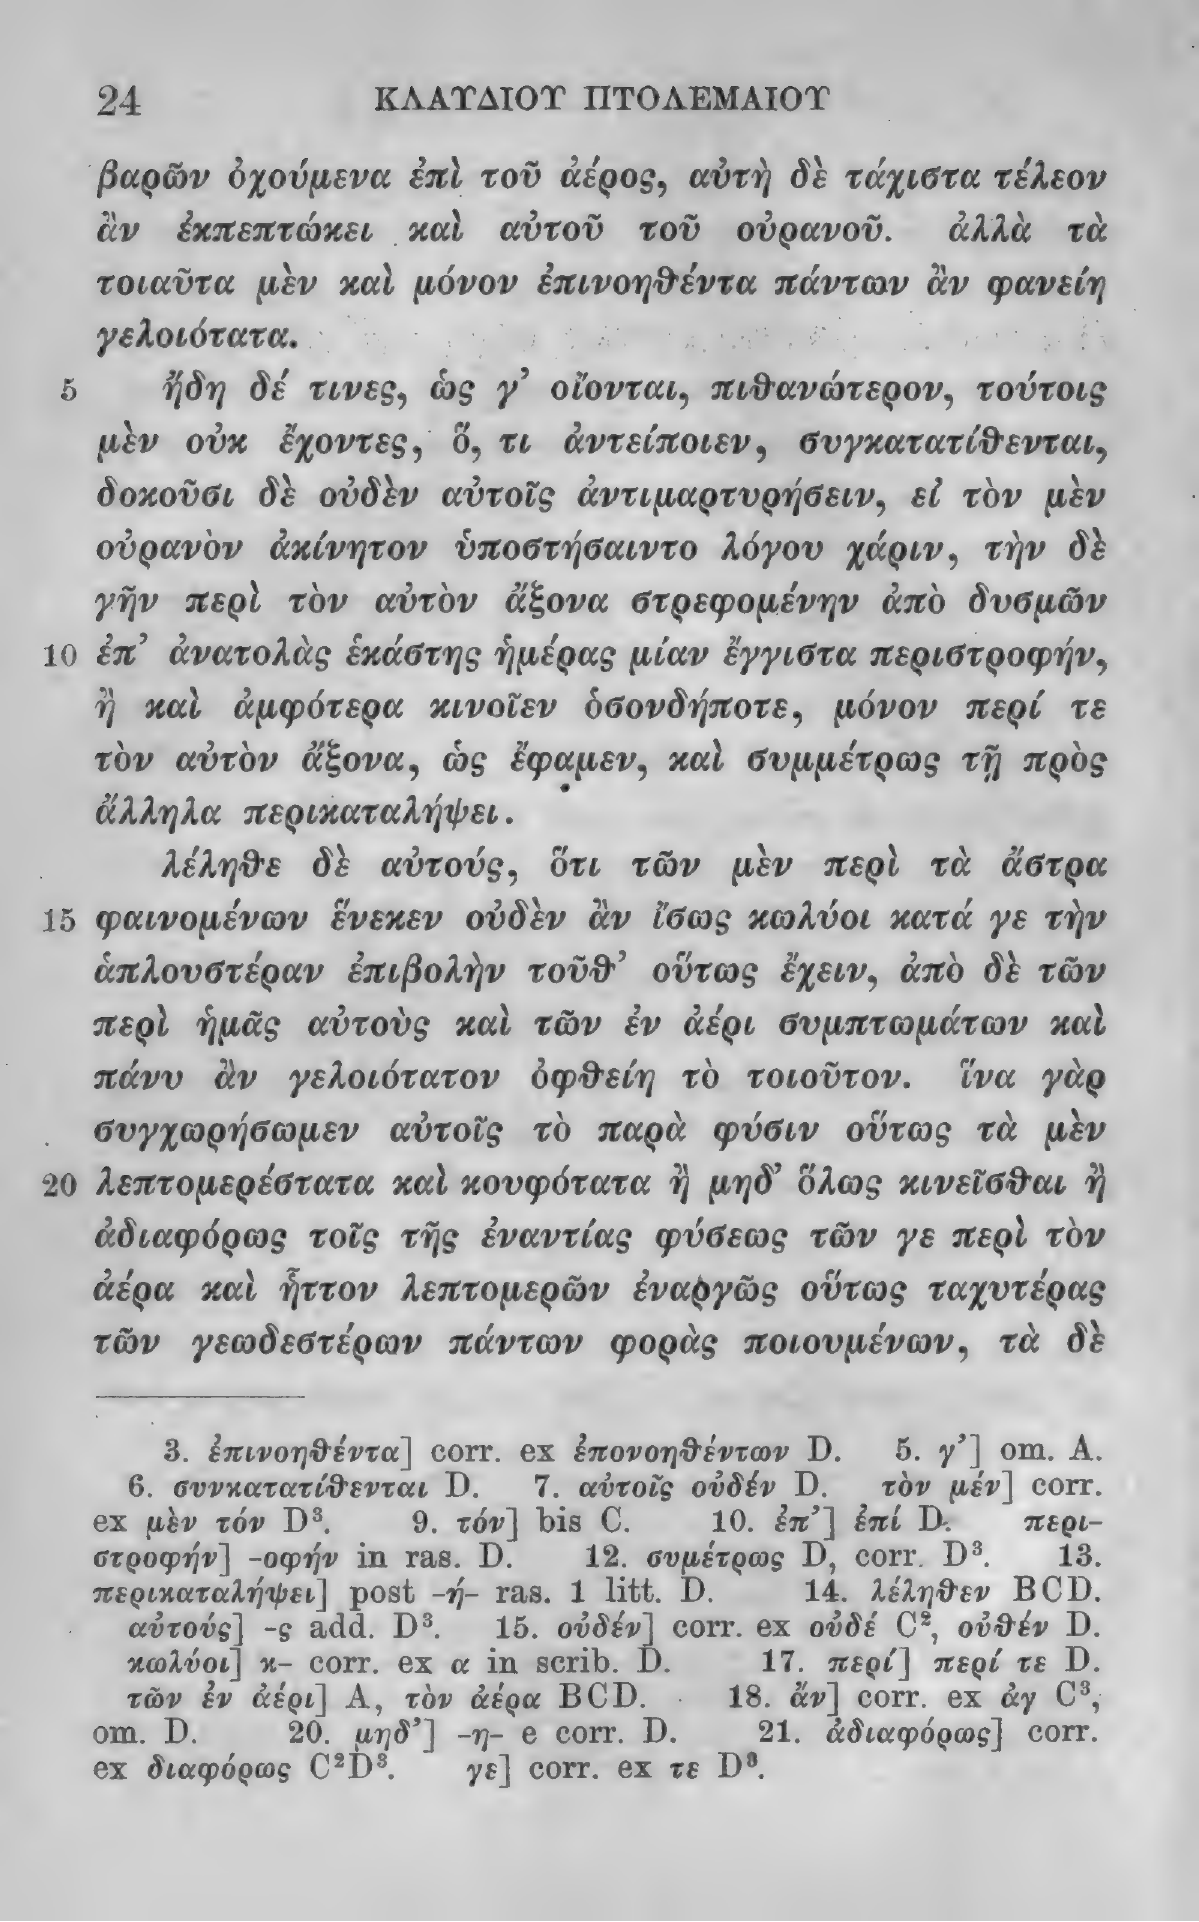 24 ΚΛΑΥΔΙΟΥ ΠΤΟΛΕΜΑΙΟΥ
βαρῶν ὀχούμενα ἐπὶ τοῦ ἀέρος, αὐτὴ δὲ τάχιστα τέλεον
ἂν ἐκπεπτώκει καὶ αὐτοῦ τοῦ οὐρανοῦ. ἀλλὰ τὰ
τοιαῦτα μὲν καὶ μόνον ἐπινοηθέντα πάντων ἂν φανείη
γελοιότατα.
5 ἤδη δέ τινες, ὡς γ’ οἴονται, πιθανώτερον, τούτοις
μὲν οὐκ ἔχοντες, ὅ, τι ἀντείποιεν, συγκατατίθενται,
δοκοῦσι δὲ οὐδὲν αὐτοῖς ἀντιμαρτυρήσειν, εἰ τὸν μὲν
οὐρανὸν ἀκίνητον ὑποστήσαιντο λόγου χάριν, τὴν δὲ
γῆν περὶ τὸν αὐτὸν ἄξονα στρεφομένην ἀπὸ δυσμῶν
10 ἐπ’ ἀνατολὰς ἑκάστης ἡμέρας μίαν ἔγγιστα περιστροφήν,
ἢ καὶ ἀμφότερα κινοῖεν ὁσονδήποτε, μόνον περί τε
τὸν αὐτὸν ἄξονα, ὡς ἔφαμεν, καὶ συμμέτρως τῇ πρὸς
ἄλληλα περικαταλήψει.
λέληθε δὲ αὐτούς, ὅτι τῶν μὲν περὶ τὰ ἄστρα
15 φαινομένων ἕνεκεν οὐδὲν ἂν ἴσως κωλύοι κατά γε τὴν
ἁπλουστέραν ἐπιβολὴν τοῦθ’ οὕτως ἔχειν, ἀπὸ δὲ τῶν
περὶ ἡμᾶς αὐτοὺς καὶ τῶν ἐν ἀέρι συμπτωμάτων καὶ
πάνυ ἂν γελοιότατον ὀφθείη τὸ τοιοῦτον. ἵνα γὰρ
συγχωρήσωμεν αὐτοῖς τὸ παρὰ φύσιν οὕτως τὰ μὲν
20 λεπτομερέστατα καὶ κουφότατα ἢ μηδ’ ὅλως κινεῖσθαι ἢ
ἀδιαφόρως τοῖς τῆς ἐναντίας φύσεως τῶν γε περὶ τὸν
ἀέρα καὶ ἧττον λεπτομερῶν ἐναργῶς οὕτως ταχυτέρας
τῶν γεωδεστέρων πάντων φορὰς ποιουμένων, τὰ δὲ
3. ἐπινοηθέντα] corr. ex ἐπονοηθέντων D. 5. γ’] om. A.
6. συνκατατίθενται D. 7. αὐτοῖς οὐδέν D. τὸν μέν] corr.
ex μὲν τόν D³. 9. τόν] bis C. 10. ἐπ’] ἐπί D. περι-
στροφήν] -οφήν in ras. D. 12. συμέτρως D, corr. D³. 13.
περικαταλήψει] post -ή- ras. 1 litt. D. 14. λέληθεν BCD.
αὐτούς] -ς add. D³. 15. οὐδέν] corr. ex οὐδέ C², οὐθέν D.
κωλύοι] κ- corr. ex α in scrib. D. 17. περί] περί τε D.
τῶν ἐν ἀέρι] A, τὸν ἀέρα BCD. 18. ἄν] corr. ex ἀγ C³,
om. D. 20. μηδ’] -η- e corr. D. 21. ἀδιαφόρως] corr.
ex διαφόρως C²D³. γε] corr. ex τε D³.